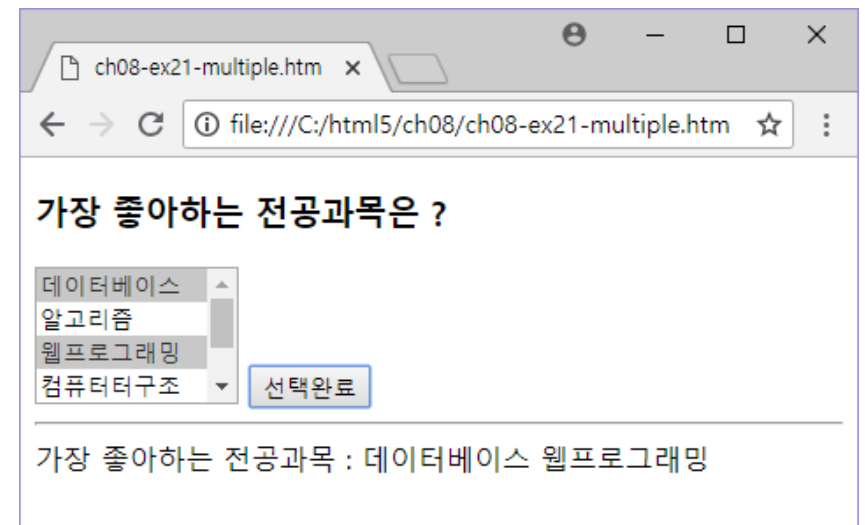 ch08-ex21-multiple.htm
file:///C:/html5/ch08/ch08-ex21-multiple.htm
가장 좋아하는 전공과목은 ?
데이터베이스
알고리즘
웹프로그래밍
컴퓨터터구조
선택완료
가장 좋아하는 전공과목 : 데이터베이스 웹프로그래밍